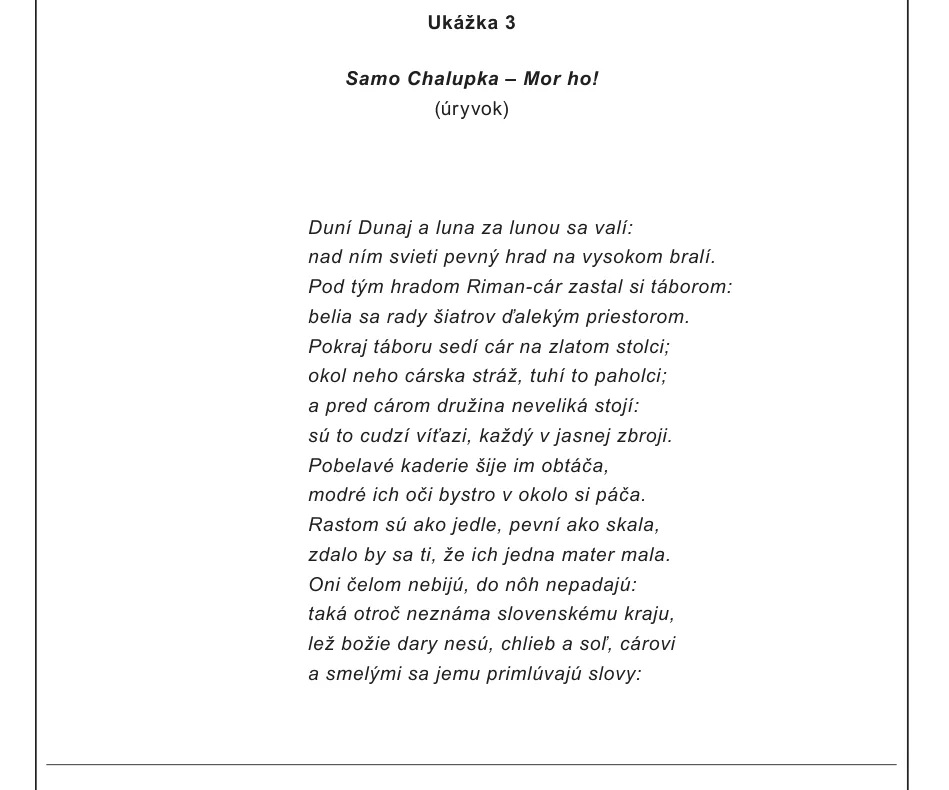 Ukážka 3
Samo Chalupka – Mor ho!
(úryvok)
Duní Dunaj a luna za lunou sa valí:
nad ním svieti pevný hrad na vysokom bralí.
Pod tým hradom Riman-cár zastal si táborom:
belia sa rady šiatrov ďalekým priestorom.
Pokraj táboru sedí cár na zlatom stolci;
okol neho cárska stráž, tuhí to paholci;
a pred cárom družina neveliká stojí:
sú to cudzí víťazi, každý v jasnej zbroji.
Pobelavé kaderie šije im obtáča,
modré ich oči bystro v okolo si páča.
Rastom sú ako jedle, pevní ako skala,
zdalo by sa ti, že ich jedna mater mala.
Oni čelom nebijú, do nôh nepadajú:
taká otroč neznáma slovenskému kraju,
lež božie dary nesú, chlieb a soľ, cárovi
a smelými sa jemu primlúvajú slovy: